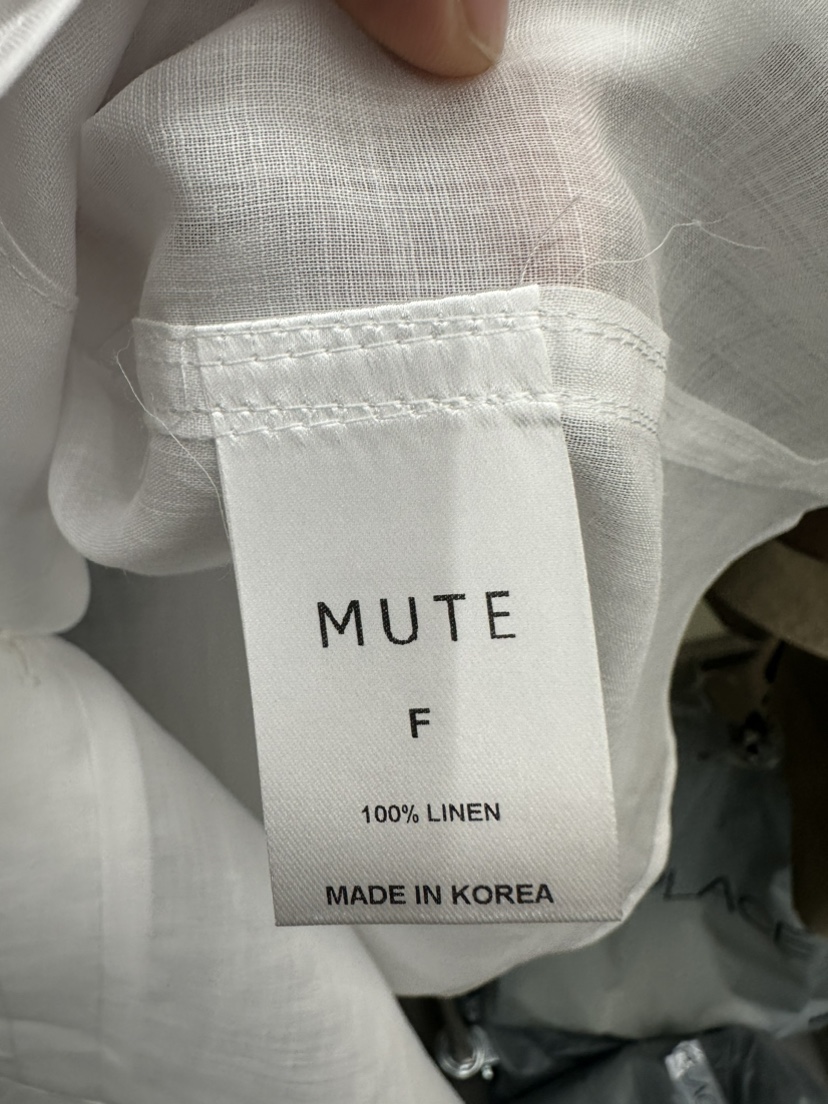 MUTE
F
100% LINEN
MADE IN KOREA